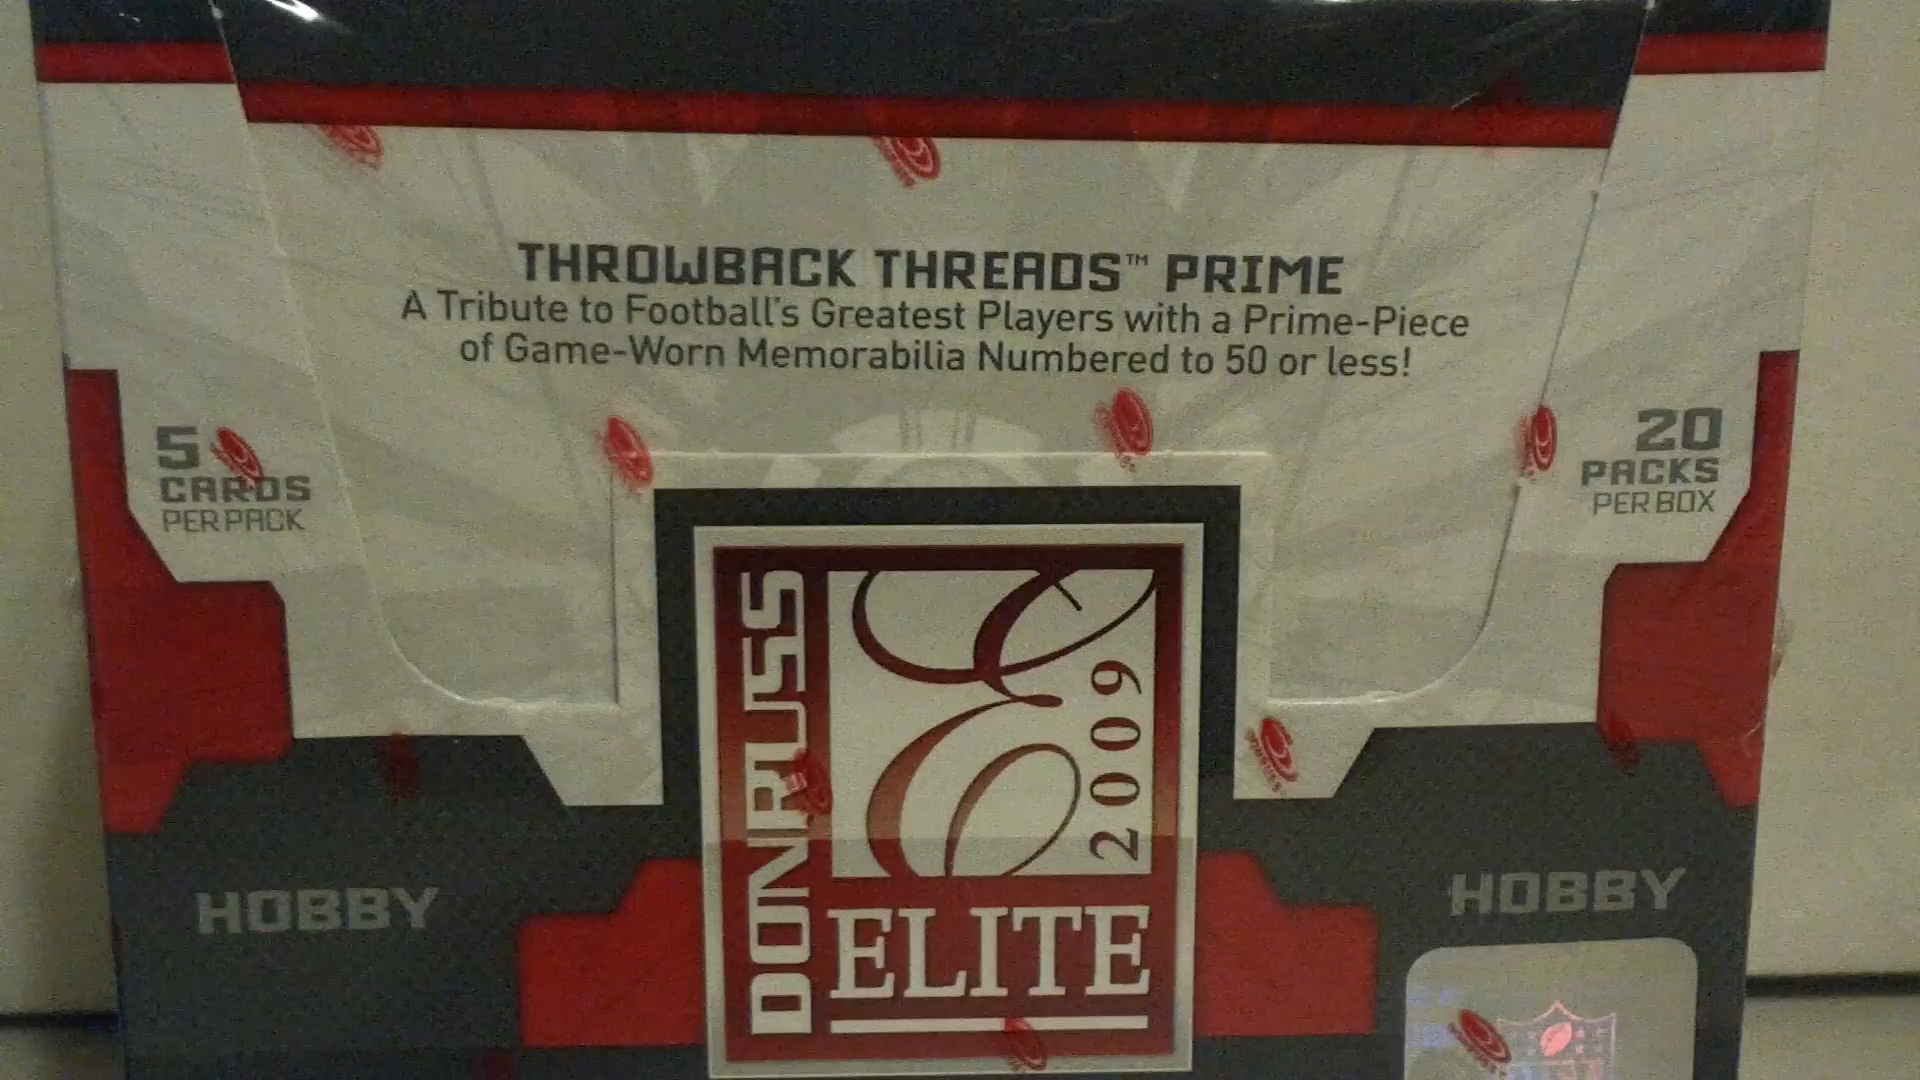 THROWBACK THREADS™ PRIME
A Tribute to Football's Greatest Players with a Prime-Piece
of Game-Worn Memorabilia Numbered to 50 or less!
5
CARDS
PER PACK
20
PACKS
PER BOX
DONRUSS
2009
ELITE
HOBBY
HOBBY